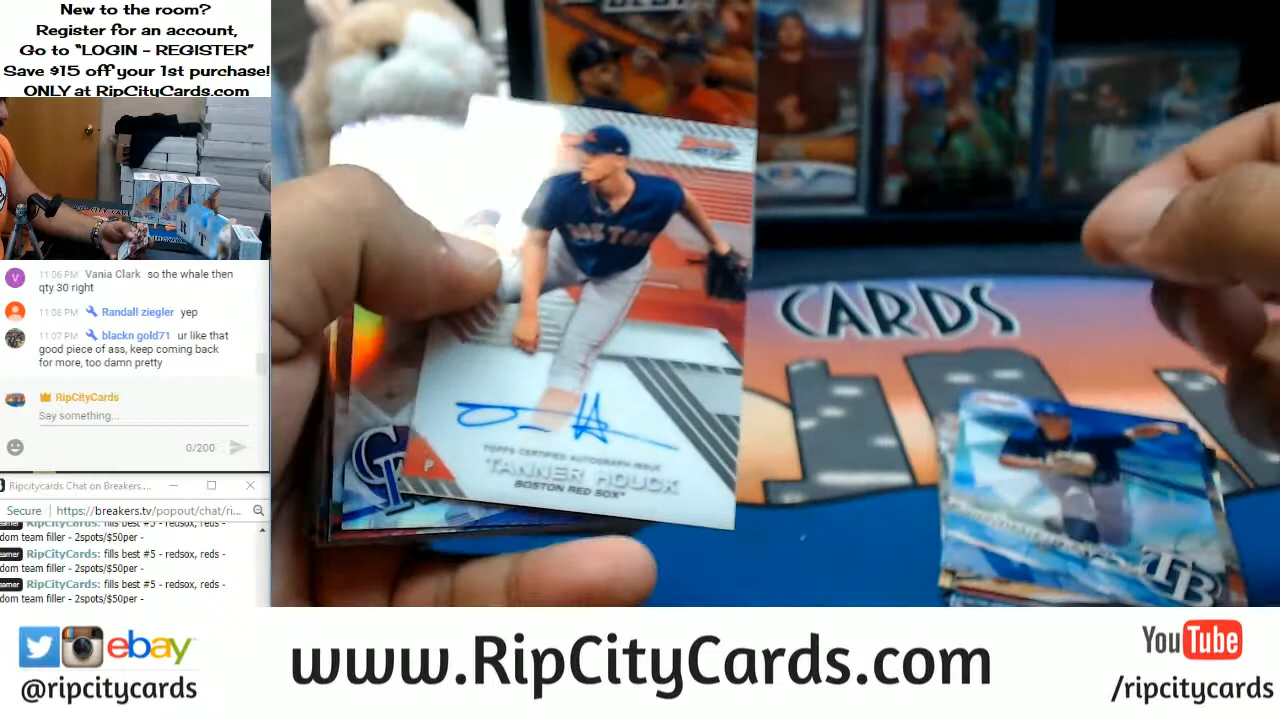 New to the room?
Register for an account,
Go to "LOGIN - REGISTER"
Save $15 off your 1st purchase!
ONLY at RipCityCards.com
V
11:06 PM Vania Clark so the whale then
qty 30 right
11:06 PM Randall ziegler yep
11:07 PM blackn gold71 ur like that
good piece of ass, keep coming back
for more, too damn pretty
RipCityCards
Say something...
0/200
Ripcitycards Chat on Breakers....
Secure https://breakers.tv/popout/chat/ri...
eamer RipCityCards: fills best #5 - redsox, reds -
dom team filler - 2spots/$50per -
eamer RipCityCards: fills best #5 - redsox, reds -
dom team filler - 2spots/$50per -
eamer RipCityCards: fills best #5 - redsox, reds -
dom team filler - 2spots/$50per -
BOSTON
P
TOPPS CERTIFIED AUTOGRAPH ISSUE
TANNER HOUCK
BOSTON RED SOX
CR
CARDS
TB
ebay
@ripcitycards
www.RipCityCards.com
YouTube
/ripcitycards